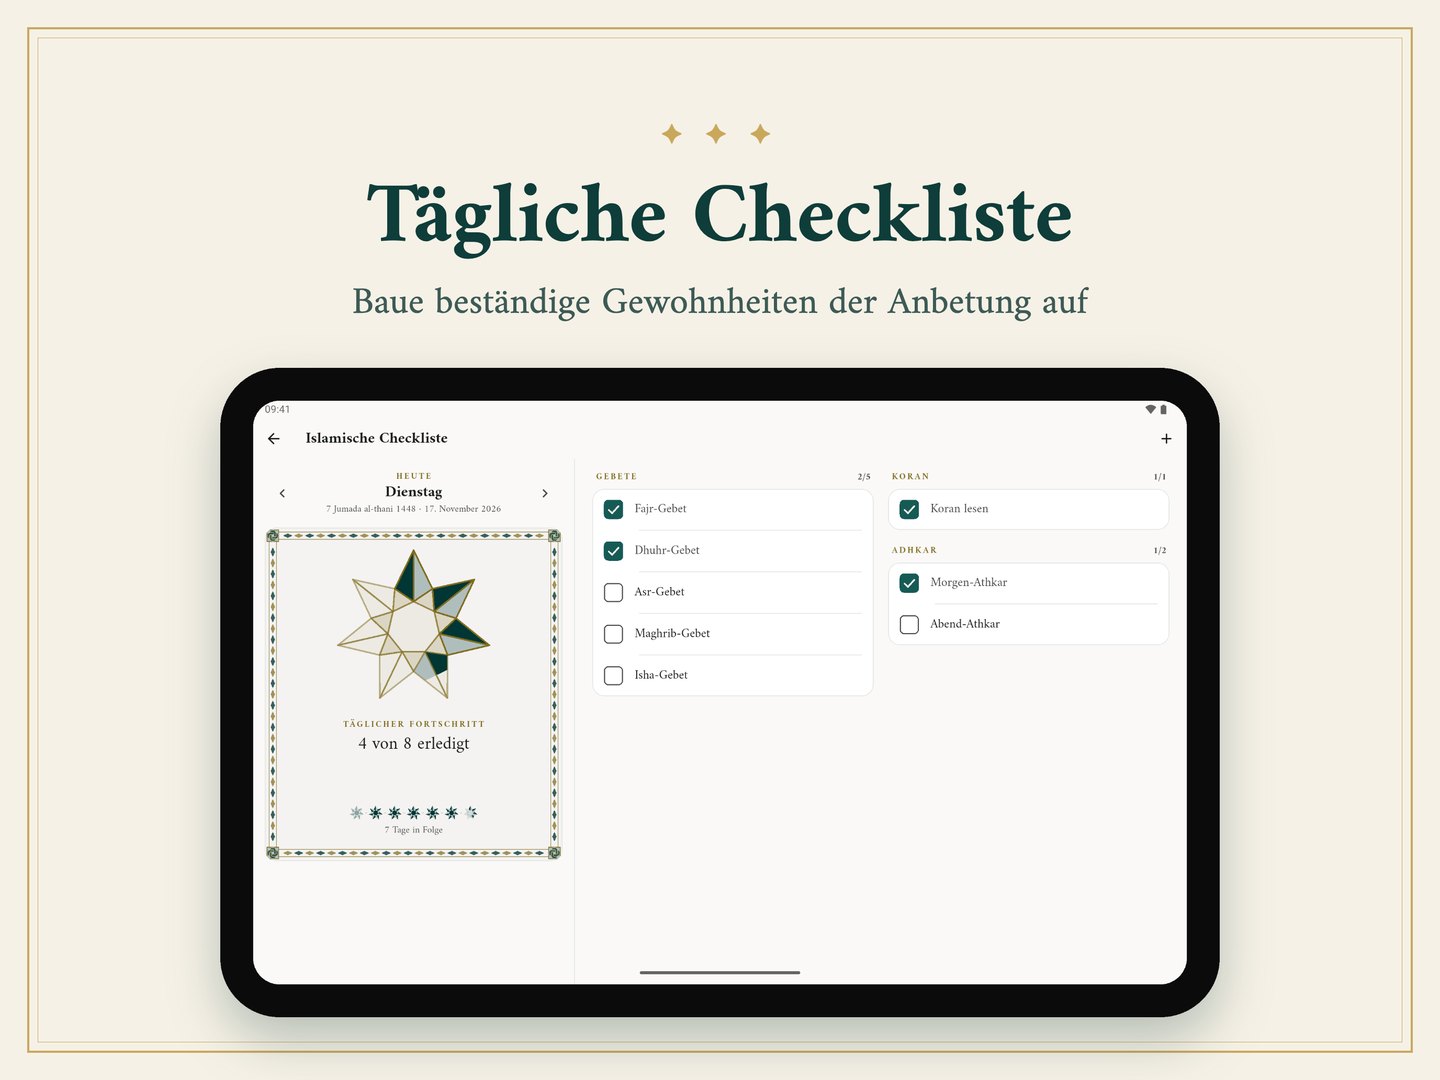 Tägliche Checkliste
Baue beständige Gewohnheiten der Anbetung auf
09:41
Islamische Checkliste
HEUTE
Dienstag
7 Jumada al-thani 1448 · 17. November 2026
TÄGLICHER FORTSCHRITT
4 von 8 erledigt
7 Tage in Folge
GEBETE 2/5
Fajr-Gebet
Dhuhr-Gebet
Asr-Gebet
Maghrib-Gebet
Isha-Gebet
KORAN 1/1
Koran lesen
ADHKAR 1/2
Morgen-Athkar
Abend-Athkar